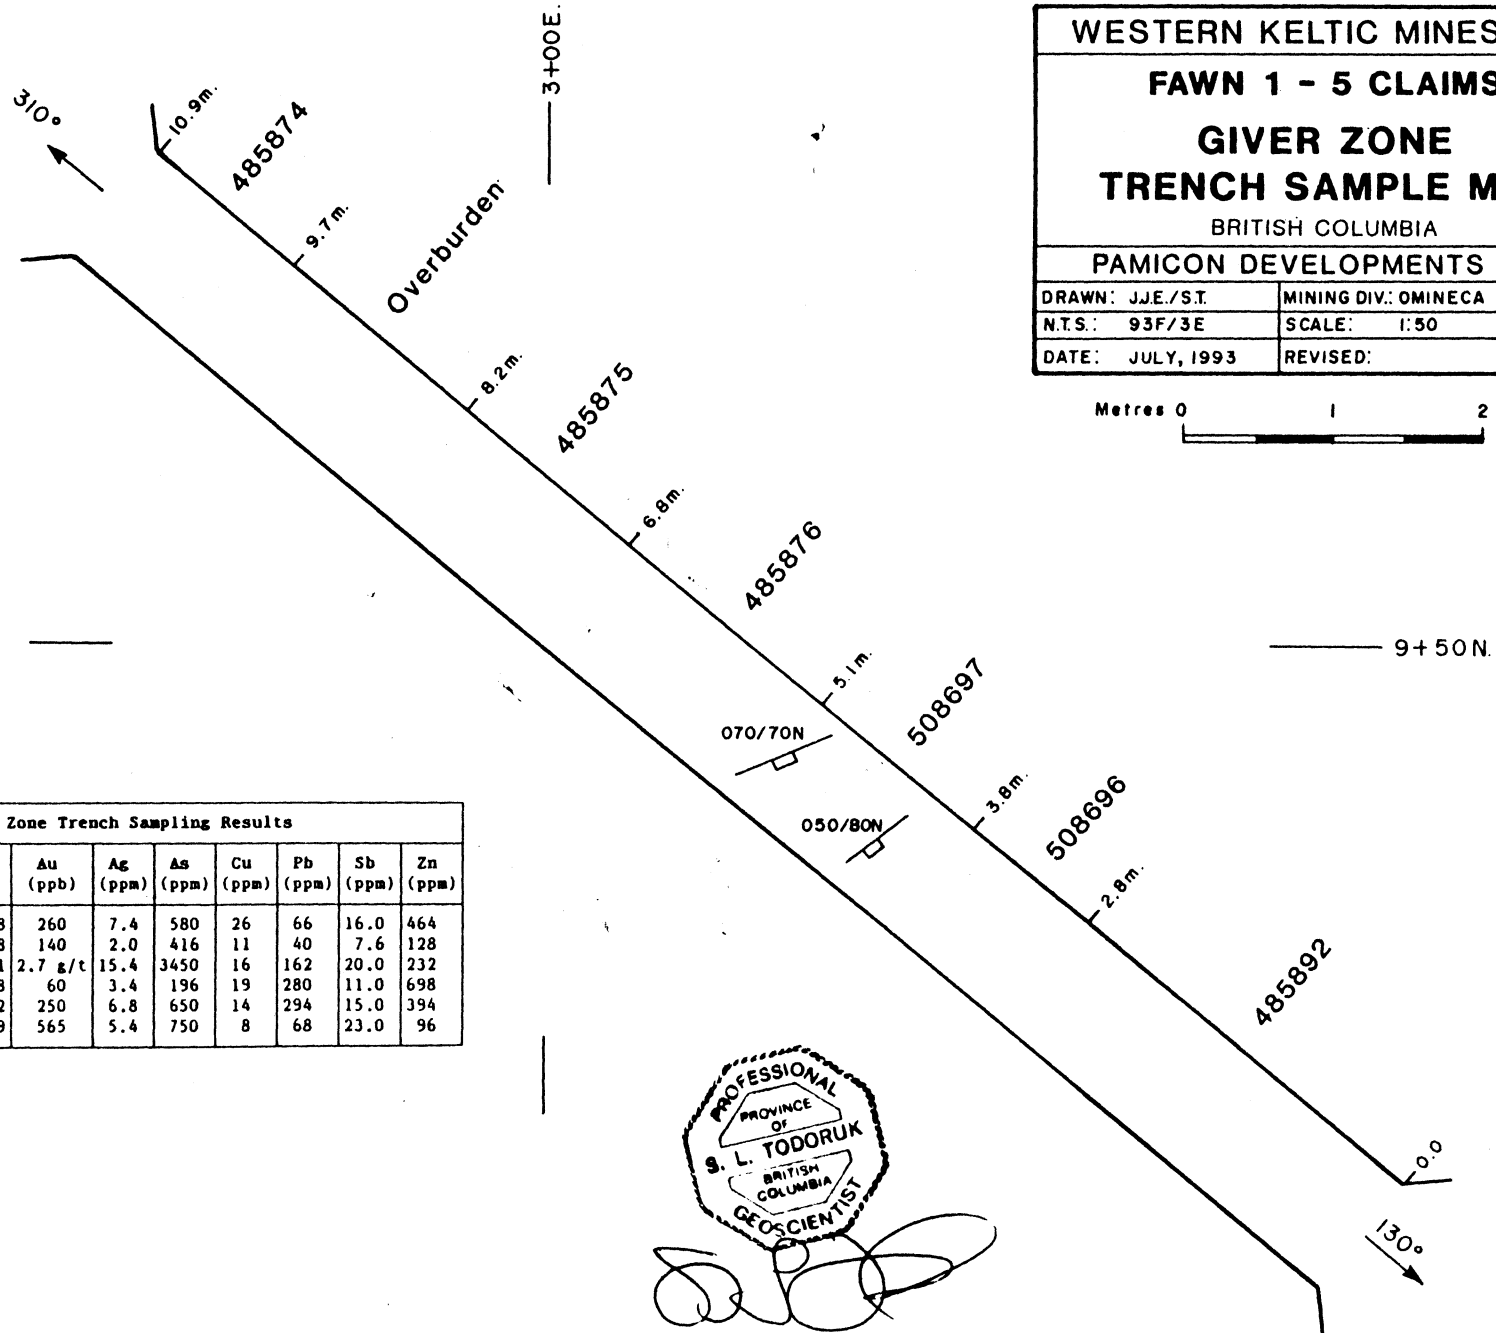 WESTERN KELTIC MINES
FAWN 1 - 5 CLAIMS
GIVER ZONE
TRENCH SAMPLE M
BRITISH COLUMBIA
PAMICON DEVELOPMENTS
DRAWN: J.J.E./S.T. MINING DIV.: OMINECA
N.T.S.: 93F/3E SCALE: 1:50
DATE: JULY, 1993 REVISED:
Metres 0 1 2
3+00E.
310°
10.9m.
485874
9.7m.
Overburden
8.2m.
485875
6.8m.
485876
9+50N.
5.1m.
508697
070/70N
3.8m.
508696
050/80N
2.8m.
485892
0.0
130°
Zone Trench Sampling Results
Au Ag As Cu Pb Sb Zn
(ppb) (ppm) (ppm) (ppm) (ppm) (ppm) (ppm)
3 260 7.4 580 26 66 16.0 464
3 140 2.0 416 11 40 7.6 128
1 2.7 g/t 15.4 3450 16 162 20.0 232
3 60 3.4 196 19 280 11.0 698
2 250 6.8 650 14 294 15.0 394
9 565 5.4 750 8 68 23.0 96
PROFESSIONAL
PROVINCE
OF
S. L. TODORUK
BRITISH
COLUMBIA
GEOSCIENTIST